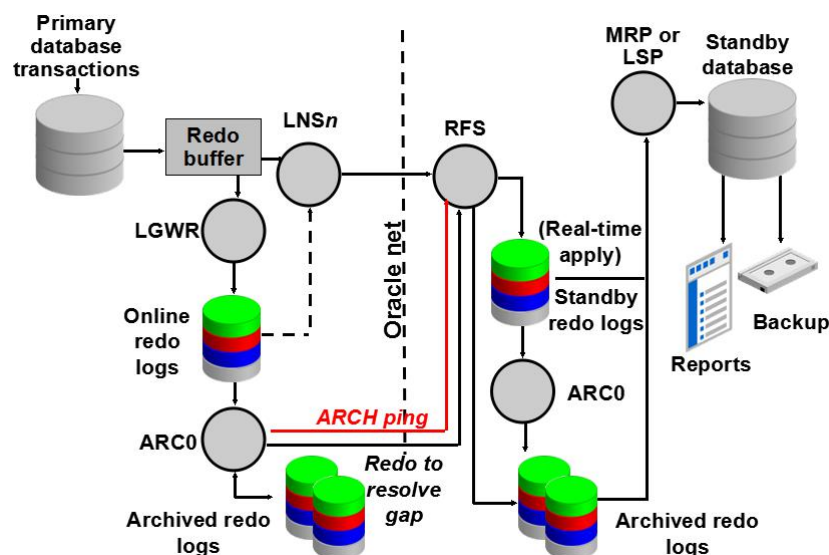 Primary
database
transactions
Redo
buffer
LNSn
LGWR
Online
redo
logs
ARC0
Archived redo
logs
ARCH ping
Redo to
resolve
gap
Oracle net
RFS
(Real-time
apply)
Standby
redo logs
ARC0
Archived redo
logs
MRP or
LSP
Standby
database
Reports
Backup